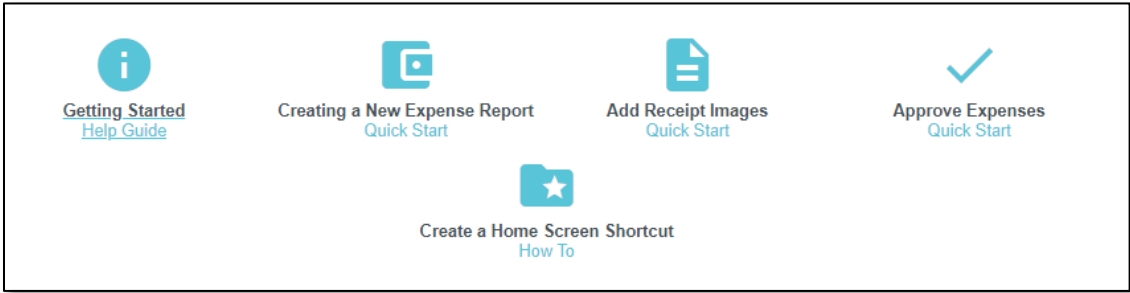 Getting Started
Help Guide
Creating a New Expense Report
Quick Start
Add Receipt Images
Quick Start
Approve Expenses
Quick Start
Create a Home Screen Shortcut
How To